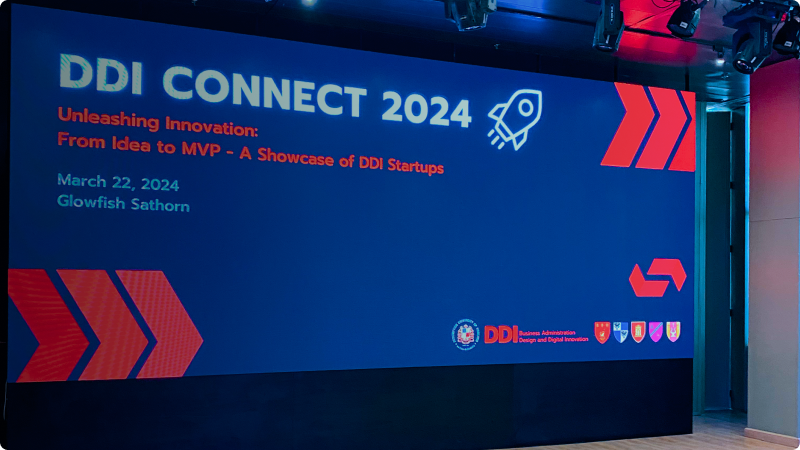 DDI CONNECT 2024
Unleashing Innovation:
From Idea to MVP - A Showcase of DDI Startups
March 22, 2024
Glowfish Sathorn
DDI
Business Administration
Design and Digital Innovation